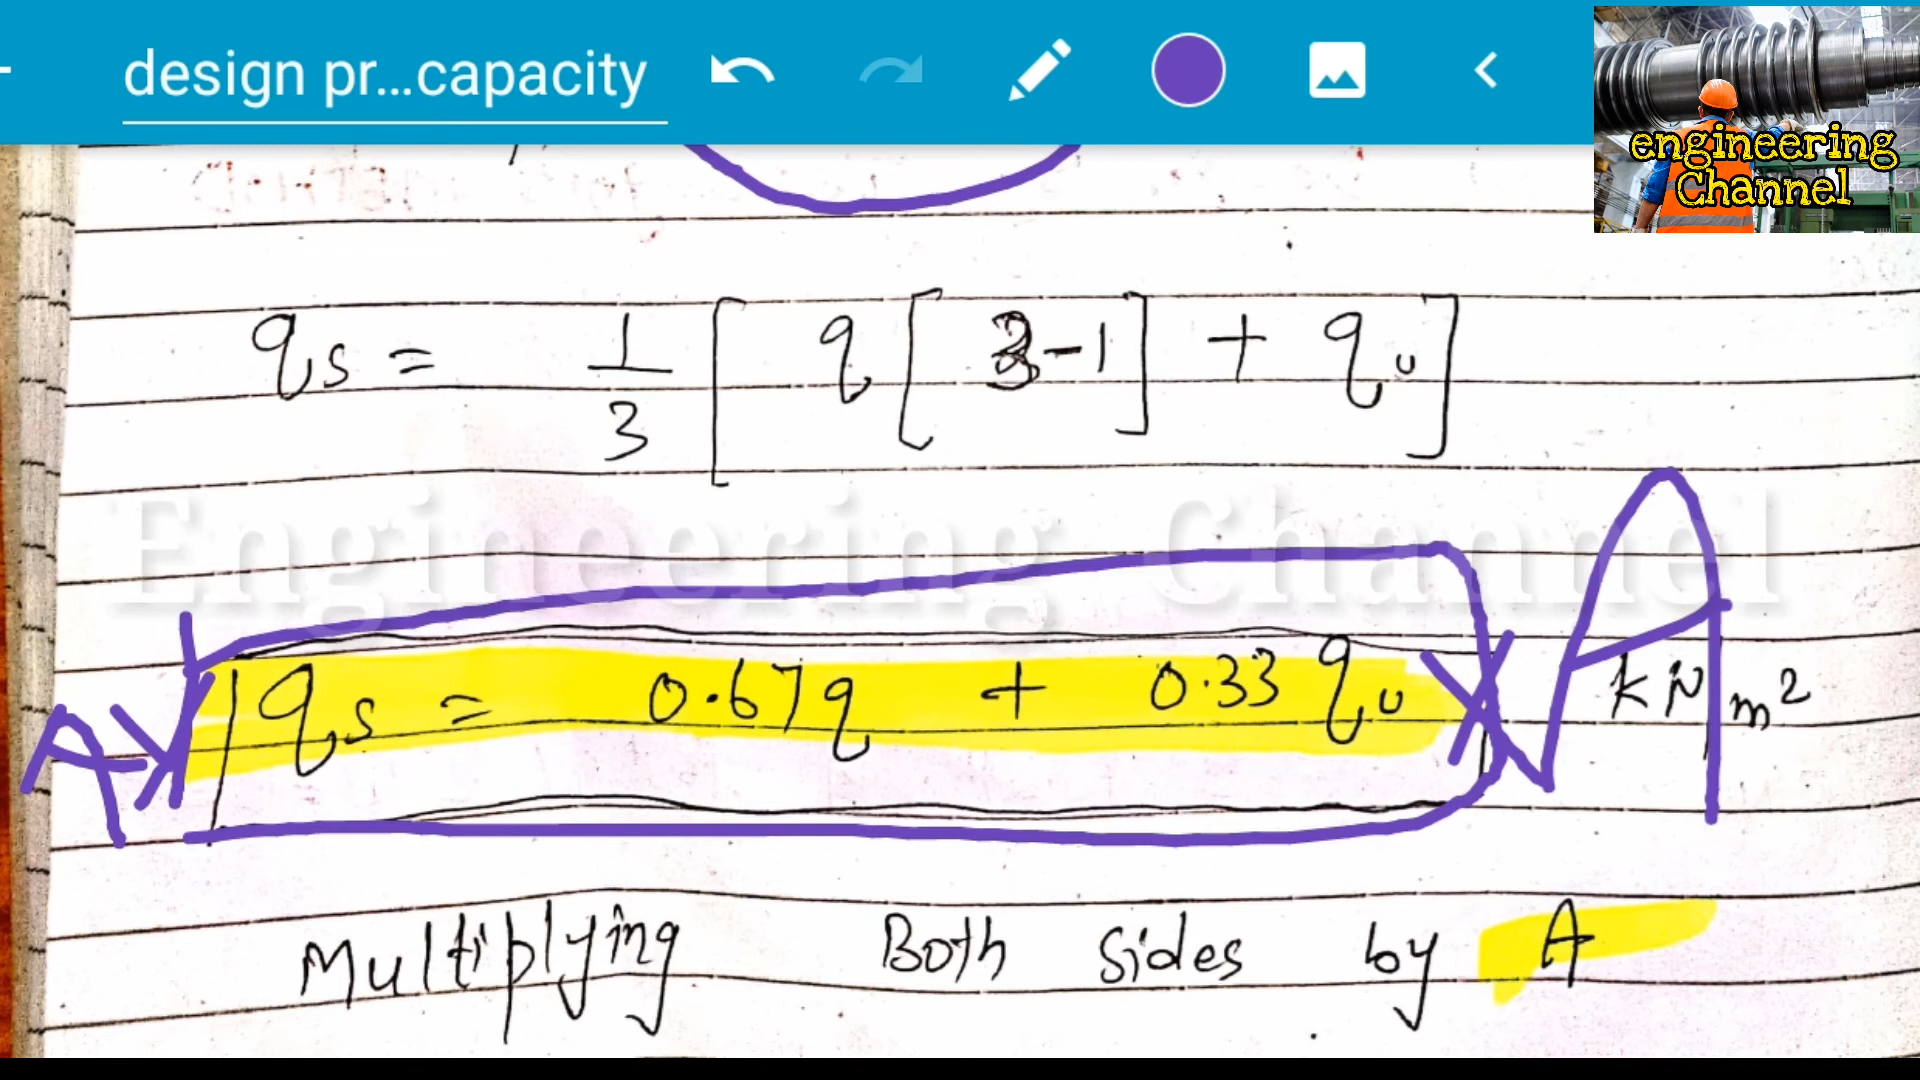 design pr...capacity
engineering
Channel
qs = 1/3 [ q [ 3-1 ] + qu ]
Engineering Channel
A × qs = 0.67q + 0.33 qu × A kN/m²
Multiplying Both sides by A